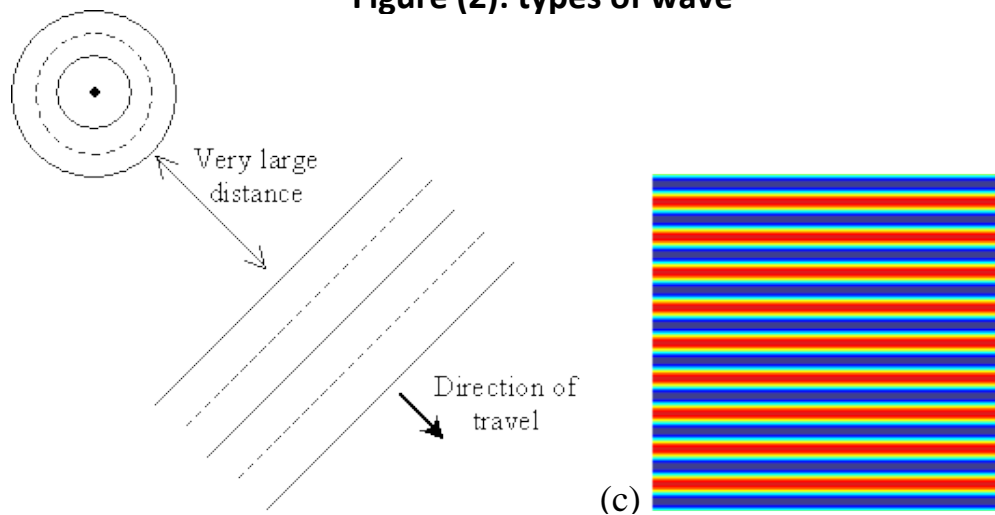 Figure (2): types of wave
Very large
distance
Direction of
travel
(c)